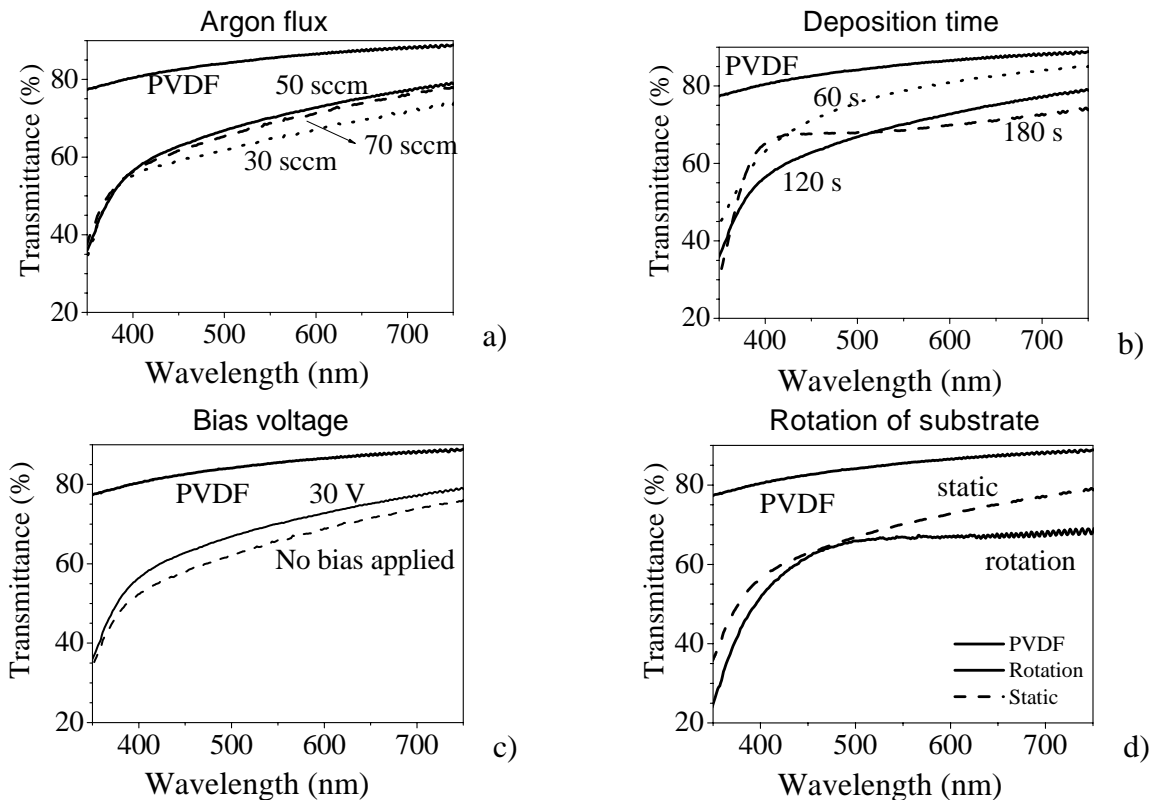 Argon flux
Transmittance (%)
80
60
40
20
PVDF
50 sccm
70 sccm
30 sccm
400
500
600
700
Wavelength (nm)
a)
Deposition time
Transmittance (%)
80
60
40
20
PVDF
60 s
180 s
120 s
400
500
600
700
Wavelength (nm)
b)
Bias voltage
Transmittance (%)
80
60
40
20
PVDF
30 V
No bias applied
400
500
600
700
Wavelength (nm)
c)
Rotation of substrate
Transmittance (%)
80
60
40
20
static
PVDF
rotation
PVDF
Rotation
Static
400
500
600
700
Wavelength (nm)
d)